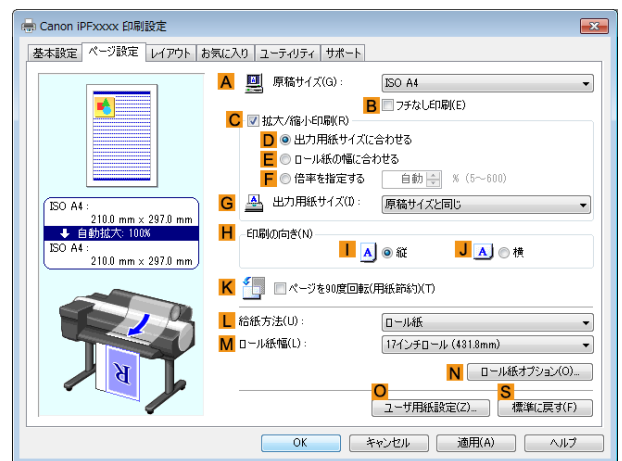 Canon iPFxxxx 印刷設定
基本設定 ページ設定 レイアウト お気に入り ユーティリティ サポート
A 原稿サイズ(G) : ISO A4
B フチなし印刷(E)
C 拡大/縮小印刷(R)
D 出力用紙サイズに合わせる
E ロール紙の幅に合わせる
F 倍率を指定する 自動 % (5～600)
G 出力用紙サイズ(I) : 原稿サイズと同じ
ISO A4 :
210.0 mm x 297.0 mm
自動拡大: 100%
ISO A4 :
210.0 mm x 297.0 mm
H 印刷の向き(N)
I A 縦 J A 横
K ページを90度回転(用紙節約)(T)
L 給紙方法(U) : ロール紙
M ロール紙幅(L) : 17インチロール (431.8mm)
R
N ロール紙オプション(O)...
O S
ユーザ用紙設定(Z)... 標準に戻す(F)
OK キャンセル 適用(A) ヘルプ